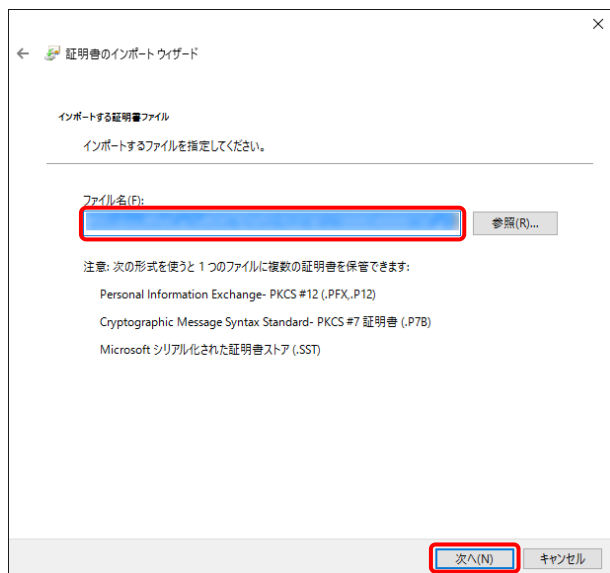 証明書のインポート ウィザード
インポートする証明書ファイル
インポートするファイルを指定してください。
ファイル名(F):
参照(R)...
注意: 次の形式を使うと 1 つのファイルに複数の証明書を保管できます:
Personal Information Exchange- PKCS #12 (.PFX,.P12)
Cryptographic Message Syntax Standard- PKCS #7 証明書 (.P7B)
Microsoft シリアル化された証明書ストア (.SST)
次へ(N)
キャンセル